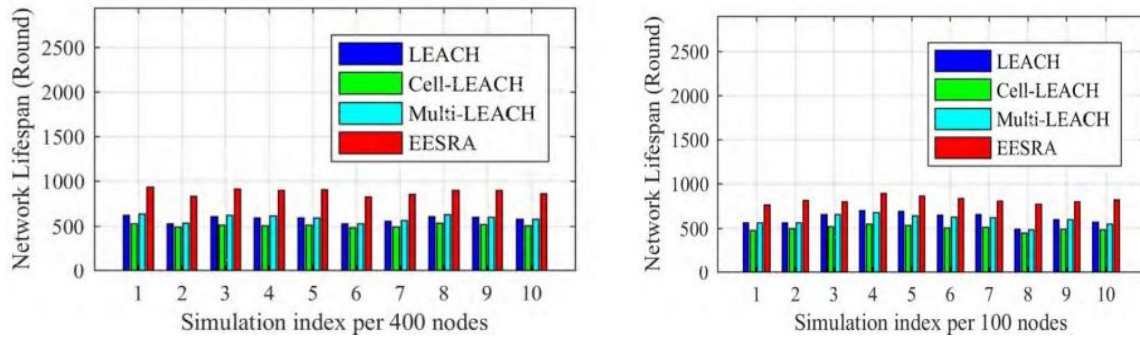 Network Lifespan (Round)
2500
2000
1500
1000
500
0
LEACH
Cell-LEACH
Multi-LEACH
EESRA
1 2 3 4 5 6 7 8 9 10
Simulation index per 400 nodes
Network Lifespan (Round)
2500
2000
1500
1000
500
0
LEACH
Cell-LEACH
Multi-LEACH
EESRA
1 2 3 4 5 6 7 8 9 10
Simulation index per 100 nodes